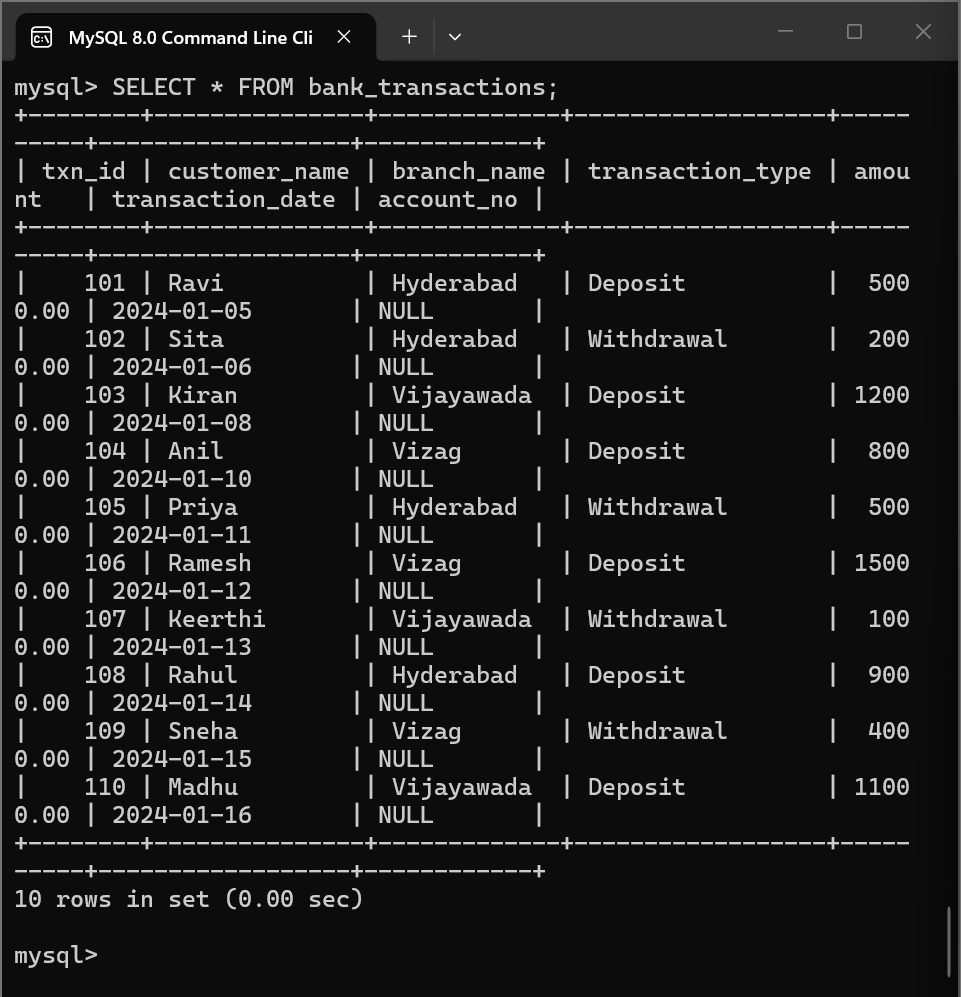 MySQL 8.0 Command Line Cli
mysql> SELECT * FROM bank_transactions;
+--------+---------------+-------------+------------------+-----
-----+------------------+------------+
| txn_id | customer_name | branch_name | transaction_type | amou
nt   | transaction_date | account_no |
+--------+---------------+-------------+------------------+-----
-----+------------------+------------+
|    101 | Ravi          | Hyderabad   | Deposit          |  500
0.00 | 2024-01-05       | NULL       |
|    102 | Sita          | Hyderabad   | Withdrawal       |  200
0.00 | 2024-01-06       | NULL       |
|    103 | Kiran         | Vijayawada  | Deposit          | 1200
0.00 | 2024-01-08       | NULL       |
|    104 | Anil          | Vizag       | Deposit          |  800
0.00 | 2024-01-10       | NULL       |
|    105 | Priya         | Hyderabad   | Withdrawal       |  500
0.00 | 2024-01-11       | NULL       |
|    106 | Ramesh        | Vizag       | Deposit          | 1500
0.00 | 2024-01-12       | NULL       |
|    107 | Keerthi       | Vijayawada  | Withdrawal       |  100
0.00 | 2024-01-13       | NULL       |
|    108 | Rahul         | Hyderabad   | Deposit          |  900
0.00 | 2024-01-14       | NULL       |
|    109 | Sneha         | Vizag       | Withdrawal       |  400
0.00 | 2024-01-15       | NULL       |
|    110 | Madhu         | Vijayawada  | Deposit          | 1100
0.00 | 2024-01-16       | NULL       |
+--------+---------------+-------------+------------------+-----
-----+------------------+------------+
10 rows in set (0.00 sec)
mysql>